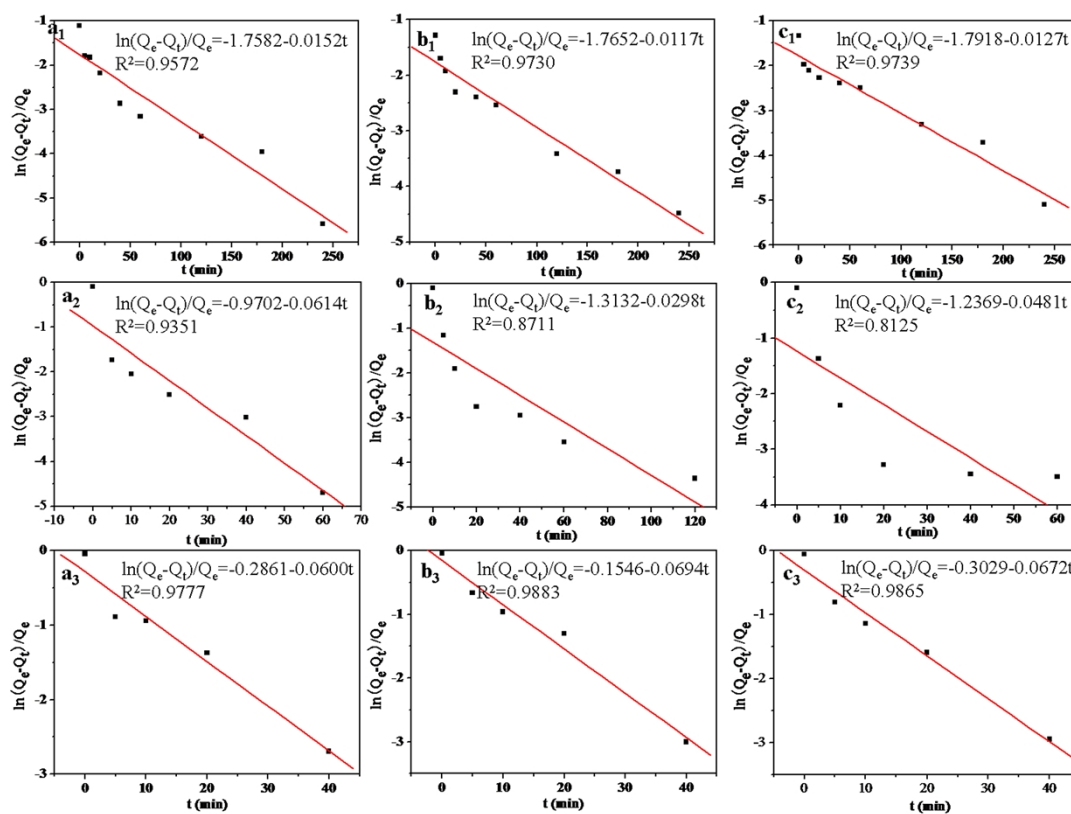 a₁
ln(Qₑ-Qₜ)/Qₑ=-1.7582-0.0152t
R²=0.9572
ln(Qₑ-Qₜ)/Qₑ
-1
-2
-3
-4
-5
-6
0 50 100 150 200 250
t (min)
b₁
ln(Qₑ-Qₜ)/Qₑ=-1.7652-0.0117t
R²=0.9730
ln(Qₑ-Qₜ)/Qₑ
-1
-2
-3
-4
-5
0 50 100 150 200 250
t (min)
c₁
ln(Qₑ-Qₜ)/Qₑ=-1.7918-0.0127t
R²=0.9739
ln(Qₑ-Qₜ)/Qₑ
-1
-2
-3
-4
-5
-6
0 50 100 150 200 250
t (min)
a₂
ln(Qₑ-Qₜ)/Qₑ=-0.9702-0.0614t
R²=0.9351
ln(Qₑ-Qₜ)/Qₑ
0
-1
-2
-3
-4
-5
-10 0 10 20 30 40 50 60 70
t (min)
b₂
ln(Qₑ-Qₜ)/Qₑ=-1.3132-0.0298t
R²=0.8711
ln(Qₑ-Qₜ)/Qₑ
0
-1
-2
-3
-4
-5
0 20 40 60 80 100 120
t (min)
c₂
ln(Qₑ-Qₜ)/Qₑ=-1.2369-0.0481t
R²=0.8125
ln(Qₑ-Qₜ)/Qₑ
0
-1
-2
-3
-4
0 10 20 30 40 50 60
t (min)
a₃
ln(Qₑ-Qₜ)/Qₑ=-0.2861-0.0600t
R²=0.9777
ln(Qₑ-Qₜ)/Qₑ
0
-1
-2
-3
0 10 20 30 40
t (min)
b₃
ln(Qₑ-Qₜ)/Qₑ=-0.1546-0.0694t
R²=0.9883
ln(Qₑ-Qₜ)/Qₑ
0
-1
-2
-3
0 10 20 30 40
t (min)
c₃
ln(Qₑ-Qₜ)/Qₑ=-0.3029-0.0672t
R²=0.9865
ln(Qₑ-Qₜ)/Qₑ
0
-1
-2
-3
0 10 20 30 40
t (min)